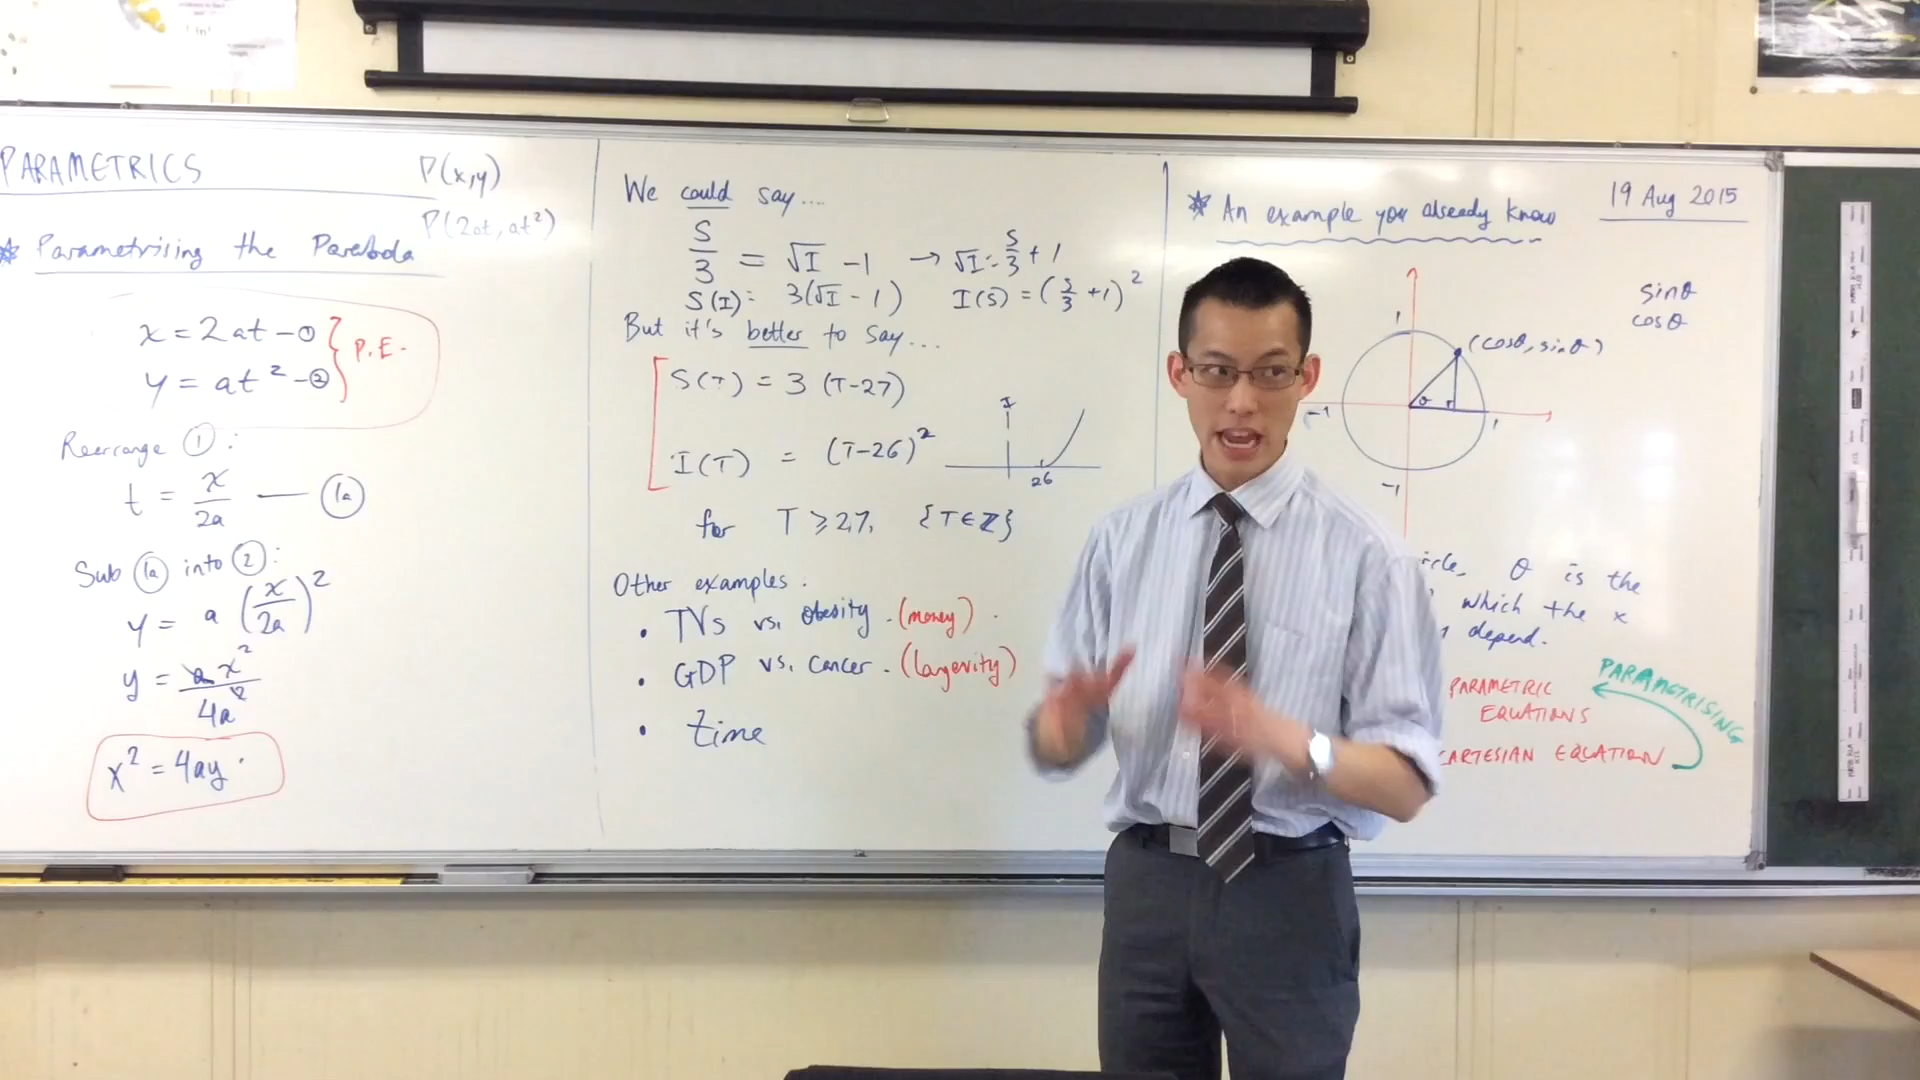 PARAMETRICS
P(x,y)
P(2at, at²)
* Parametrising the Parabola
x = 2at – ①
y = at² – ②
} P.E.
Rearrange ① :
t = x/2a — (1a)
Sub (1a) into ② :
y = a (x/2a)²
y = ax²/4a²
x² = 4ay
We could say....
S/3 = √I - 1 → √I = S/3 + 1
S(I) = 3(√I - 1) I(S) = (S/3 + 1)²
But it's better to say...
S(T) = 3 (T-27)
I(T) = (T-26)²
I
26
for T ≥ 27, {T ∈ Z}
Other examples.
• TVs vs. obesity. (money)
• GDP vs. cancer. (longevity)
• time
19 Aug 2015
* An example you already know
sinθ
cosθ
1
(cosθ, sinθ)
θ
-1
1
-1
rcle, θ is the
which the x
depend.
PARAMETRIC
EQUATIONS
PARAMETRISING
CARTESIAN EQUATION